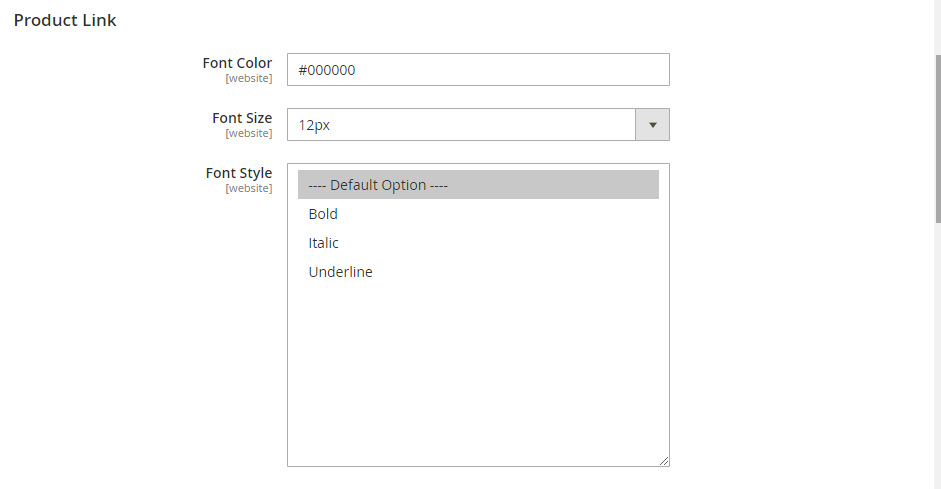 Product Link
Font Color
[website]
#000000
Font Size
[website]
12px
Font Style
[website]
---- Default Option ----
Bold
Italic
Underline